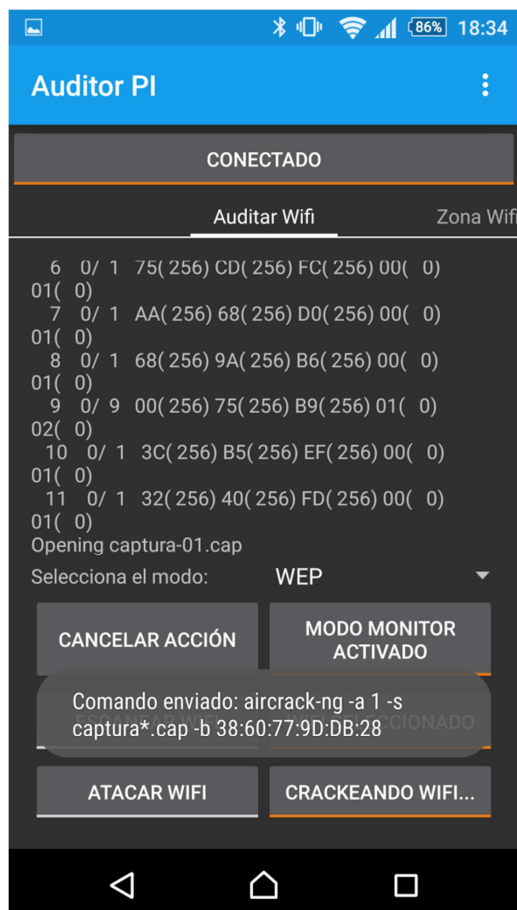 86% 18:34
Auditor PI
CONECTADO
Auditar Wifi Zona Wifi
6 0/ 1 75( 256) CD( 256) FC( 256) 00( 0)
01( 0)
7 0/ 1 AA( 256) 68( 256) D0( 256) 00( 0)
01( 0)
8 0/ 1 68( 256) 9A( 256) B6( 256) 00( 0)
01( 0)
9 0/ 9 00( 256) 75( 256) B9( 256) 01( 0)
02( 0)
10 0/ 1 3C( 256) B5( 256) EF( 256) 00( 0)
01( 0)
11 0/ 1 32( 256) 40( 256) FD( 256) 00( 0)
01( 0)
Opening captura-01.cap
Selecciona el modo: WEP
CANCELAR ACCIÓN MODO MONITOR
ACTIVADO
Comando enviado: aircrack-ng -a 1 -s
captura*.cap -b 38:60:77:9D:DB:28
ATACAR WIFI CRACKEANDO WIFI...